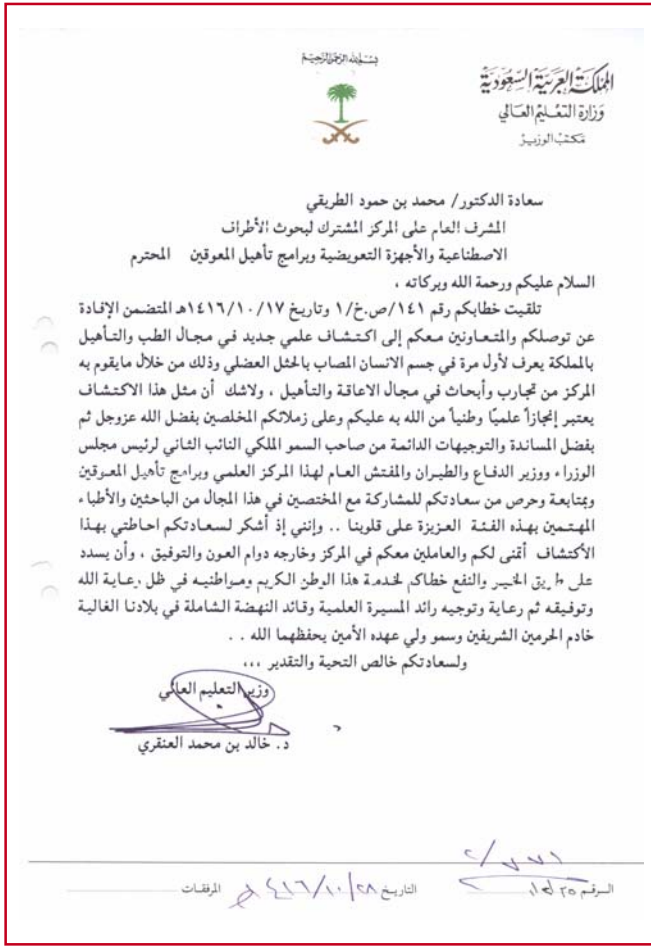 بسم الله الرحمن الرحيم
المملكة العربية السعودية
وزارة التعليم العالي
مكتب الوزير
سعادة الدكتور/ محمد بن حمود الطريقي
المشرف العام على المركز المشترك لبحوث الأطراف
الاصطناعية والأجهزة التعويضية وبرامج تأهيل المعوقين المحترم
السلام عليكم ورحمة الله وبركاته ،
تلقيت خطابكم رقم ١٤١/ص.خ/١ وتاريخ ١٤١٦/١٠/١٧هـ المتضمن الإفادة
عن توصلكم والمتعاونين معكم إلى اكتشاف علمي جديد في مجال الطب والتأهيل
بالمملكة يعرف لأول مرة في جسم الانسان المصاب بالحثل العضلي وذلك من خلال مايقوم به
المركز من تجارب وأبحاث في مجال الاعاقة والتأهيل ، ولاشك أن مثل هذا الاكتشاف
يعتبر إنجازاً علمياً وطنياً من الله به عليكم وعلى زملائكم المخلصين بفضل الله عزوجل ثم
بفضل المساندة والتوجيهات الدائمة من صاحب السمو الملكي النائب الثاني لرئيس مجلس
الوزراء ووزير الدفاع والطيران والمفتش العام لهذا المركز العلمي وبرامج تأهيل المعوقين
وبمتابعة وحرص من سعادتكم للمشاركة مع المختصين في هذا المجال من الباحثين والأطباء
المهتمين بهذه الفئة العزيزة على قلوبنا .. وإنني إذ أشكر لسعادتكم احاطتي بهذا
الأكتشاف أتمنى لكم والعاملين معكم في المركز وخارجه دوام العون والتوفيق ، وأن يسدد
على طريق الخير والنفع خطاكم لخدمة هذا الوطن الكريم ومواطنيه في ظل رعاية الله
وتوفيقه ثم رعاية وتوجيه رائد المسيرة العلمية وقائد النهضة الشاملة في بلادنا الغالية
خادم الحرمين الشريفين وسمو ولي عهده الأمين يحفظهما الله . .
ولسعادتكم خالص التحية والتقدير ،،،
وزير التعليم العالي
د . خالد بن محمد العنقري
الرقم التاريخ ١٤١٦/١٠/٢٨ هـ المرفقات